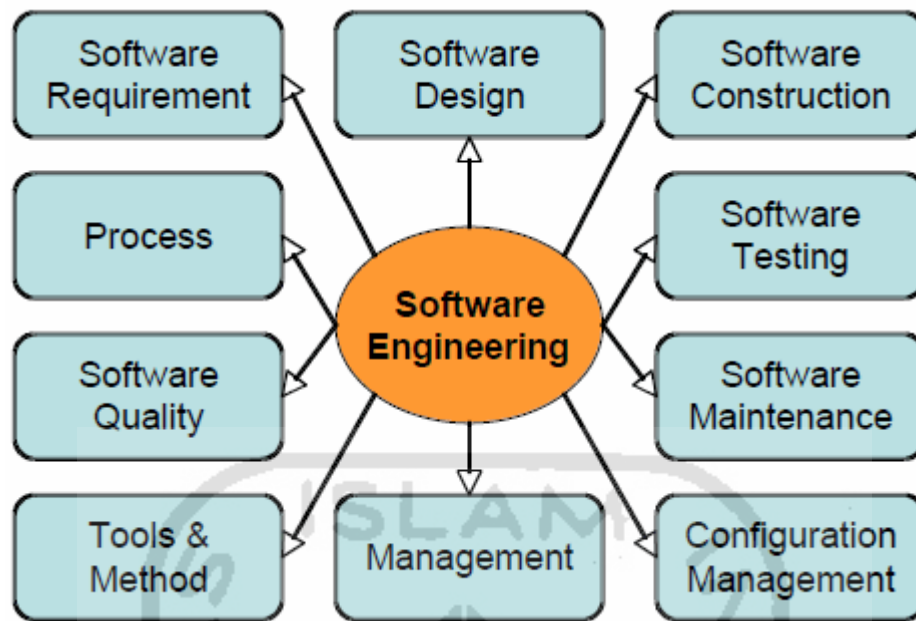 Software
Requirement
Software
Design
Software
Construction
Process
Software
Engineering
Software
Testing
Software
Quality
Software
Maintenance
Tools &
Method
Management
Configuration
Management
ISLAM
S